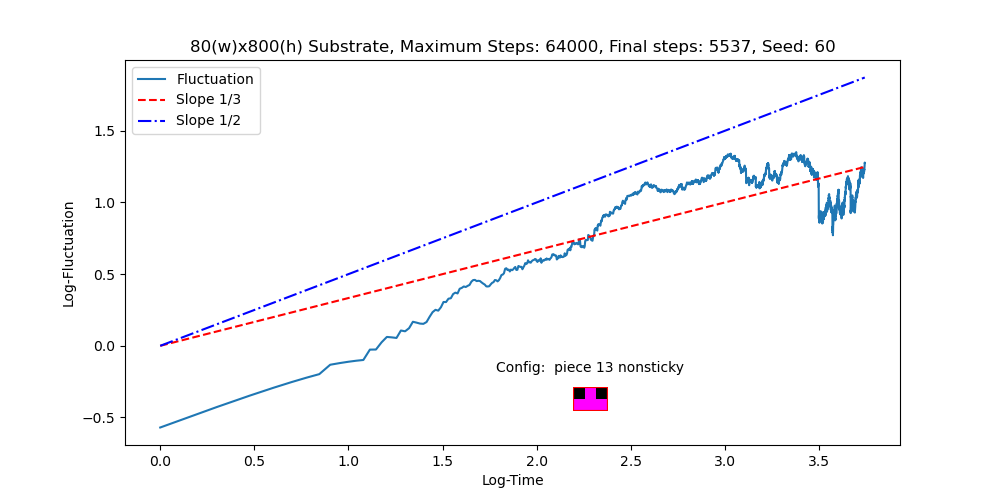 80(w)x800(h) Substrate, Maximum Steps: 64000, Final steps: 5537, Seed: 60
Fluctuation
Slope 1/3
Slope 1/2
1.5
1.0
0.5
0.0
−0.5
Log-Fluctuation
Config:  piece 13 nonsticky
0.0 0.5 1.0 1.5 2.0 2.5 3.0 3.5
Log-Time